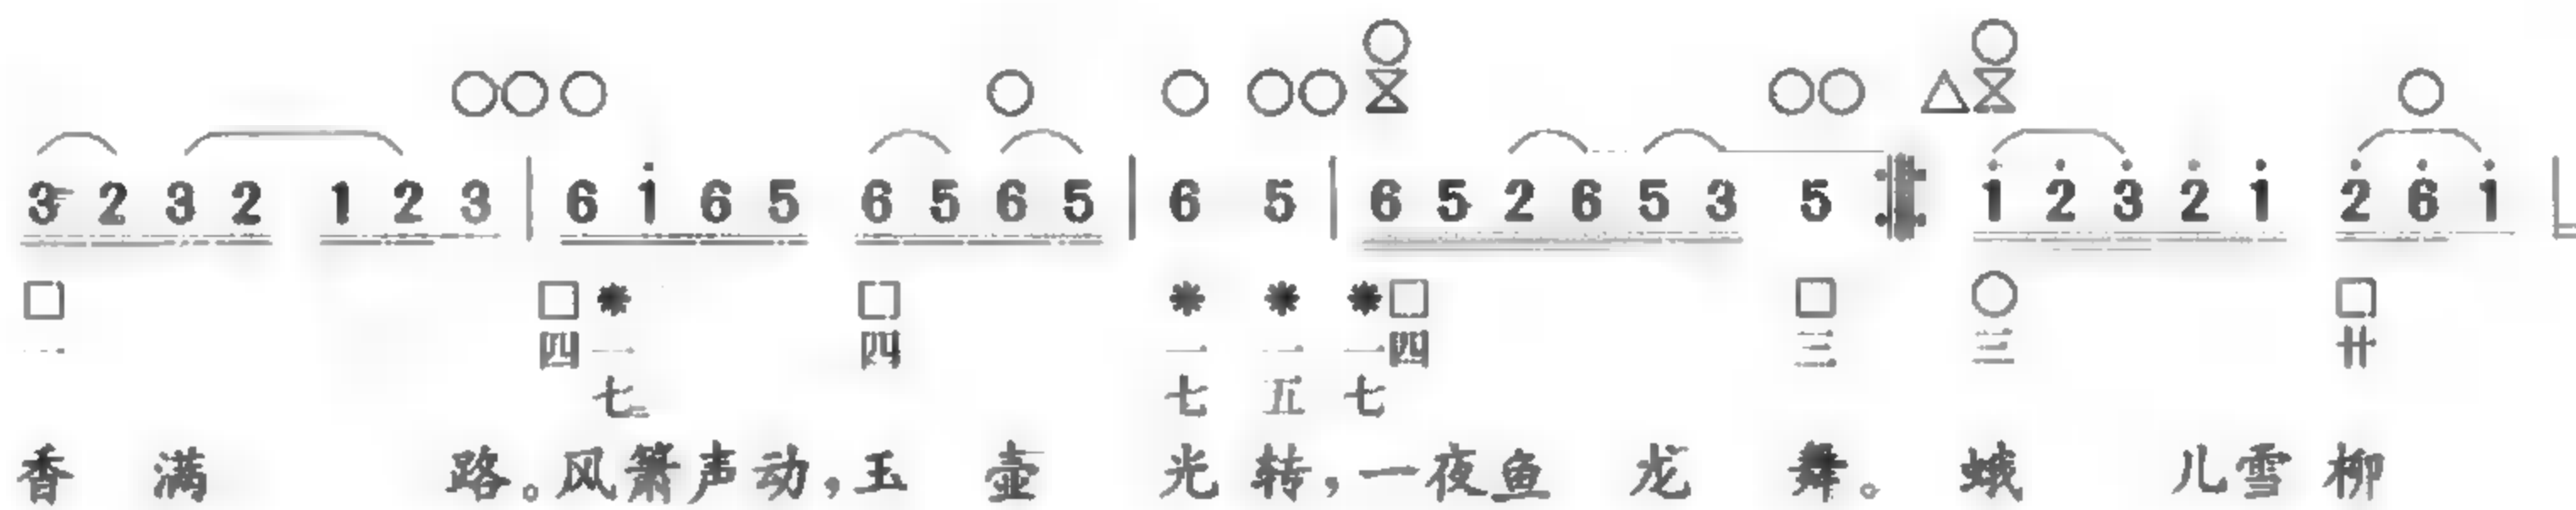 3 2 3 2 1 2 3 | 6 i 6 5 6 5 6 5 | 6 5 | 6 5 2 6 5 3 5 i 2̇ 3̇ 2̇ i 2̇ 6̇ i
一 四 一 四 一 一 一 四 三 三 廿
七 七 五 七
香 满 路。风箫声动,玉 壶 光 转,一夜鱼 龙 舞。 蛾 儿雪 柳